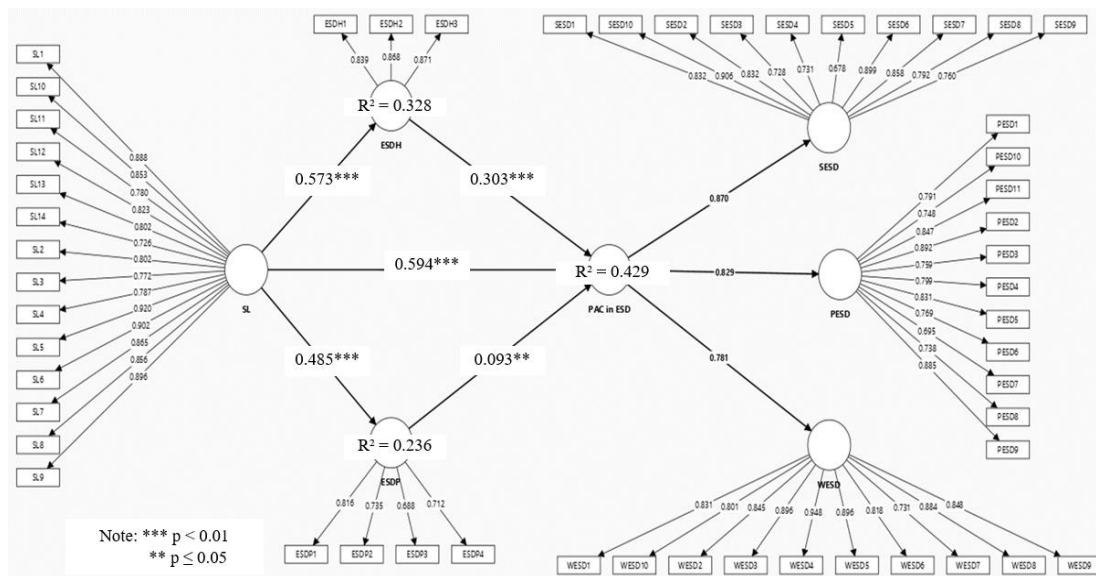 ESDH1
ESDH2
ESDH3
0.839
0.868
0.871
R² = 0.328
ESDH
SESD1
SESD10
SESD2
SESD3
SESD4
SESD5
SESD6
SESD7
SESD8
SESD9
0.832
0.906
0.832
0.728
0.731
0.678
0.899
0.858
0.792
0.760
SESD
SL1
SL10
SL11
SL12
SL13
SL14
SL2
SL3
SL4
SL5
SL6
SL7
SL8
SL9
0.888
0.853
0.780
0.823
0.802
0.726
0.802
0.772
0.787
0.920
0.902
0.865
0.856
0.896
SL
0.573***
0.303***
0.594***
0.485***
0.093**
R² = 0.429
PAC in ESD
0.870
0.829
0.781
PESD1
PESD10
PESD11
PESD2
PESD3
PESD4
PESD5
PESD6
PESD7
PESD8
PESD9
0.791
0.748
0.847
0.892
0.759
0.799
0.831
0.769
0.695
0.738
0.885
PESD
R² = 0.236
ESDP
0.816
0.735
0.688
0.712
ESDP1
ESDP2
ESDP3
ESDP4
WESD
0.831
0.801
0.845
0.896
0.948
0.896
0.818
0.731
0.884
0.848
WESD1
WESD10
WESD2
WESD3
WESD4
WESD5
WESD6
WESD7
WESD8
WESD9
Note: *** p < 0.01
** p ≤ 0.05